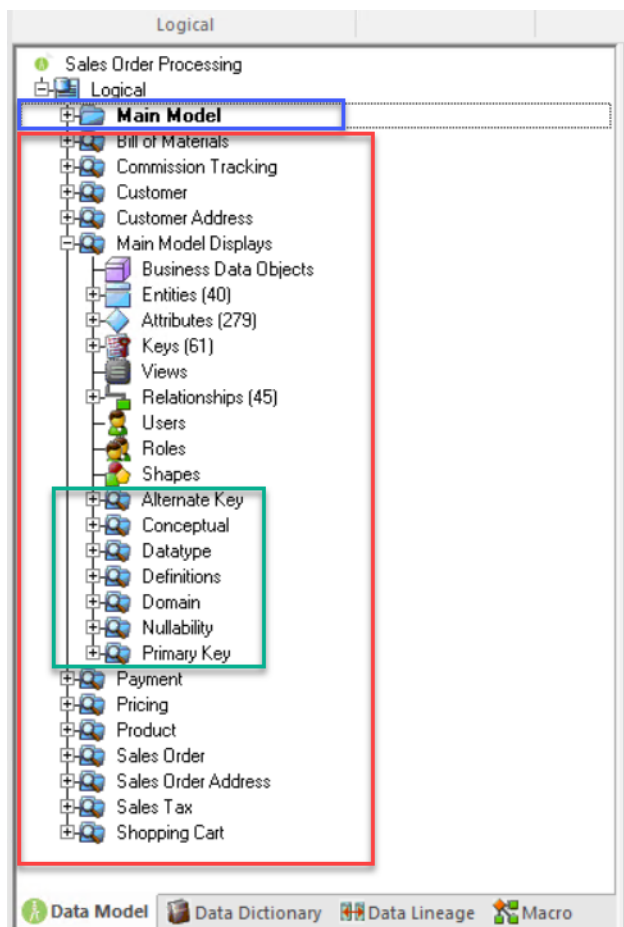 Logical
Sales Order Processing
Logical
Main Model
Bill of Materials
Commission Tracking
Customer
Customer Address
Main Model Displays
Business Data Objects
Entities (40)
Attributes (279)
Keys (61)
Views
Relationships (45)
Users
Roles
Shapes
Alternate Key
Conceptual
Datatype
Definitions
Domain
Nullability
Primary Key
Payment
Pricing
Product
Sales Order
Sales Order Address
Sales Tax
Shopping Cart
Data Model Data Dictionary Data Lineage Macro